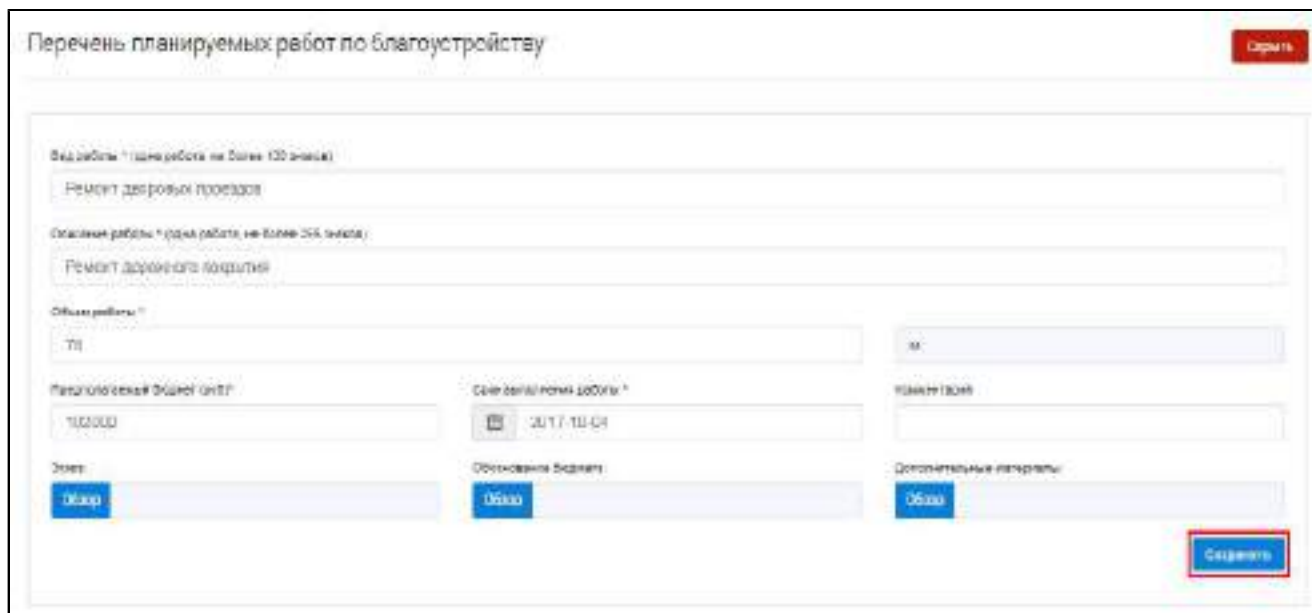 Перечень планируемых работ по благоустройству
Скрыть
Вид работы * (одна работа, не более 100 знаков)
Ремонт дворовых проездов
Описание работы * (одна работа, не более 255 знаков)
Ремонт дорожного покрытия
Объем работы *
м
Предполагаемый бюджет (руб)*
Срок выполнения работы *
Комментарий
2017-10-04
Эскиз
Обоснование бюджета
Дополнительные материалы
Обзор
Обзор
Обзор
Сохранить